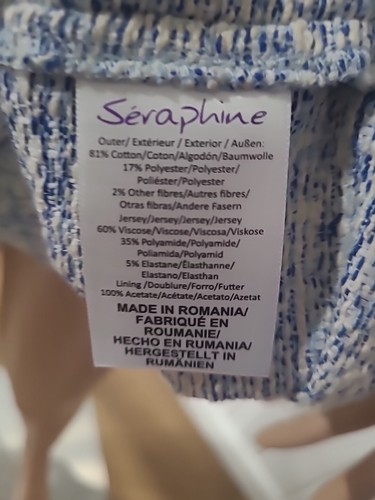 Séraphine
Outer/ Extérieur / Exterior / Außen:
81% Cotton/Coton/Algodón/Baumwolle
17% Polyester/Polyester/
Poliéster/Polyester
2% Other fibres/Autres fibres/
Otras fibras/Andere Fasern
Jersey/Jersey/Jersey/Jersey
60% Viscose/Viscose/Viscosa/Viskose
35% Polyamide/Polyamide/
Poliamida/Polyamid
5% Elastane/Élasthanne/
Elastano/Elasthan
Lining /Doublure/Forro/Futter
100% Acetate/Acétate/Acetato/Azetat
MADE IN ROMANIA/
FABRIQUÉ EN
ROUMANIE/
HECHO EN RUMANIA/
HERGESTELLT IN
RUMÄNIEN